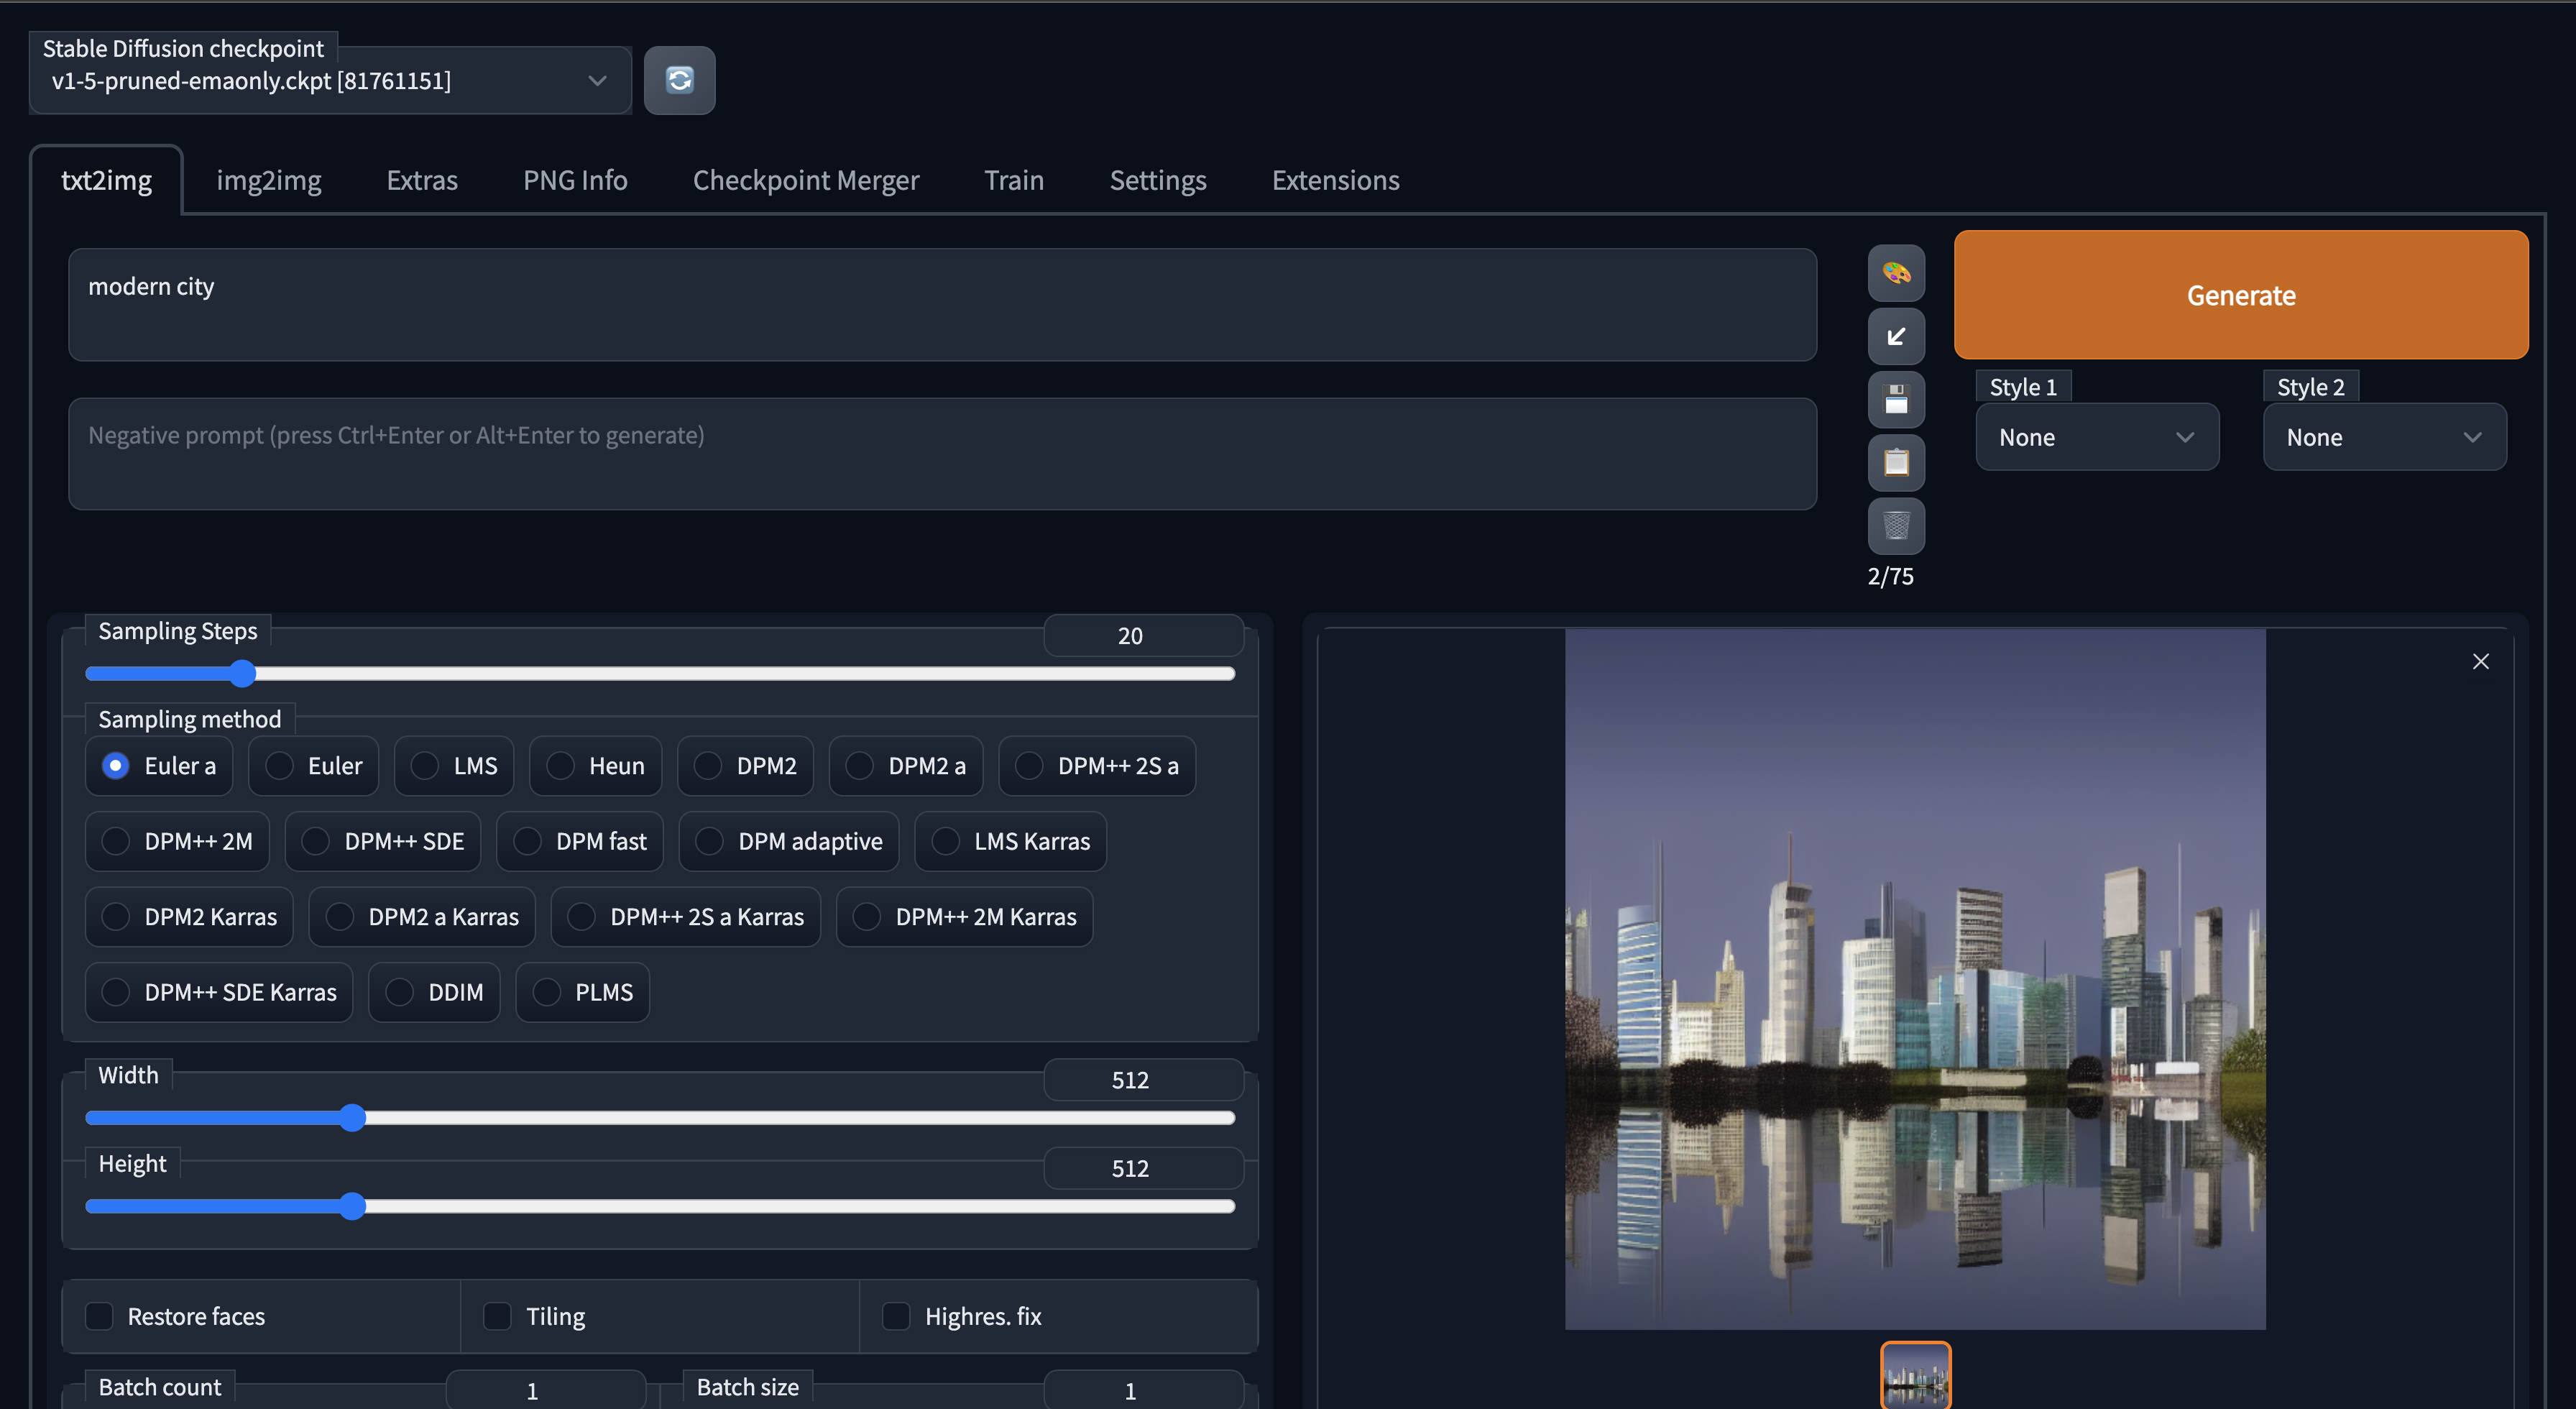 Stable Diffusion checkpoint
v1-5-pruned-emaonly.ckpt [81761151]
txt2img img2img Extras PNG Info Checkpoint Merger Train Settings Extensions
modern city
Generate
Negative prompt (press Ctrl+Enter or Alt+Enter to generate)
Style 1 Style 2
None None
2/75
Sampling Steps 20
Sampling method
Euler a Euler LMS Heun DPM2 DPM2 a DPM++ 2S a
DPM++ 2M DPM++ SDE DPM fast DPM adaptive LMS Karras
DPM2 Karras DPM2 a Karras DPM++ 2S a Karras DPM++ 2M Karras
DPM++ SDE Karras DDIM PLMS
Width 512
Height 512
Restore faces Tiling Highres. fix
Batch count 1 Batch size 1